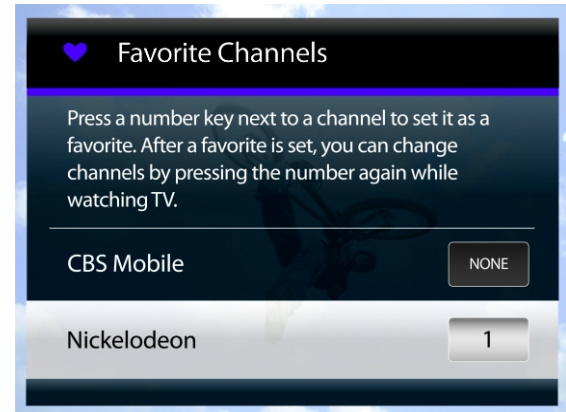 Favorite Channels
Press a number key next to a channel to set it as a
favorite. After a favorite is set, you can change
channels by pressing the number again while
watching TV.
CBS Mobile NONE
Nickelodeon 1